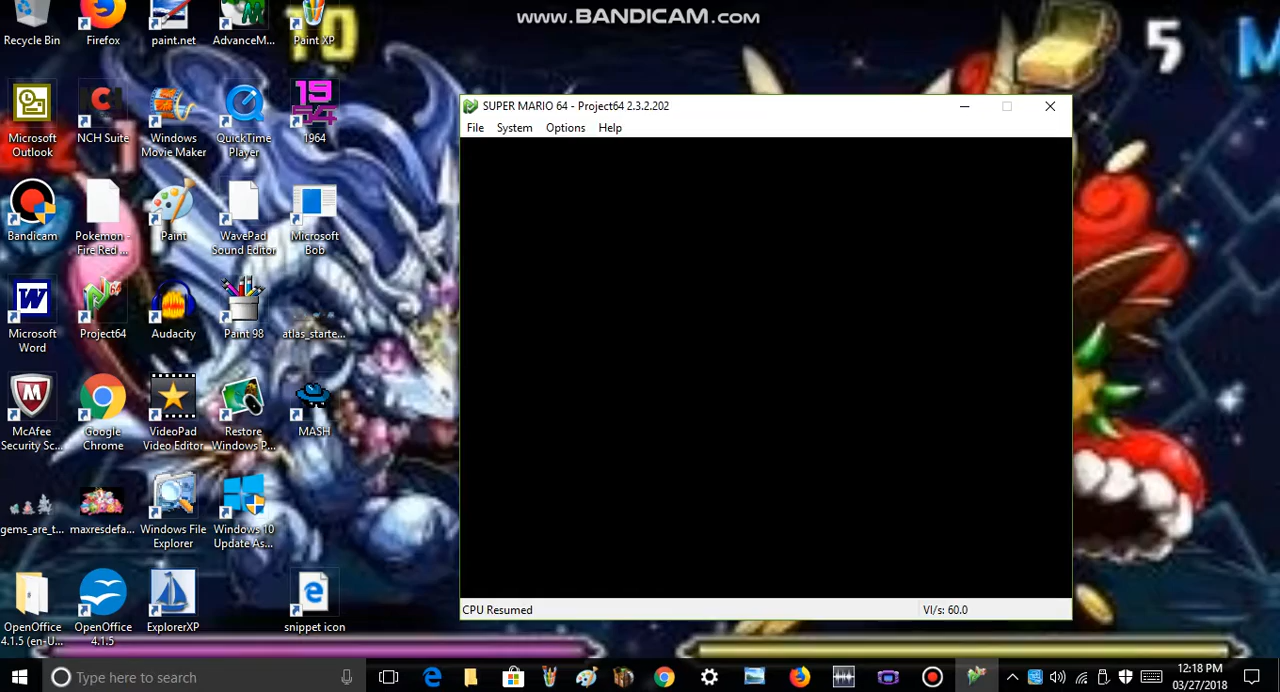 www.BANDICAM.com
10
5
M
Recycle Bin
Firefox
paint.net
AdvanceM...
Paint XP
Microsoft
Outlook
NCH Suite
Windows
Movie Maker
QuickTime
Player
1964
Bandicam
Pokemon -
Fire Red ...
Paint
WavePad
Sound Editor
Microsoft
Bob
Microsoft
Word
Project64
Audacity
Paint 98
atlas_starte...
McAfee
Security Sc...
Google
Chrome
VideoPad
Video Editor
Restore
Windows P...
MASH
gems_are_t...
maxresdefa...
Windows File
Explorer
Windows 10
Update As...
OpenOffice
4.1.5 (en-U...
OpenOffice
4.1.5
ExplorerXP
snippet icon
SUPER MARIO 64 - Project64 2.3.2.202
File System Options Help
CPU Resumed
VI/s: 60.0
Type here to search
12:18 PM
03/27/2018